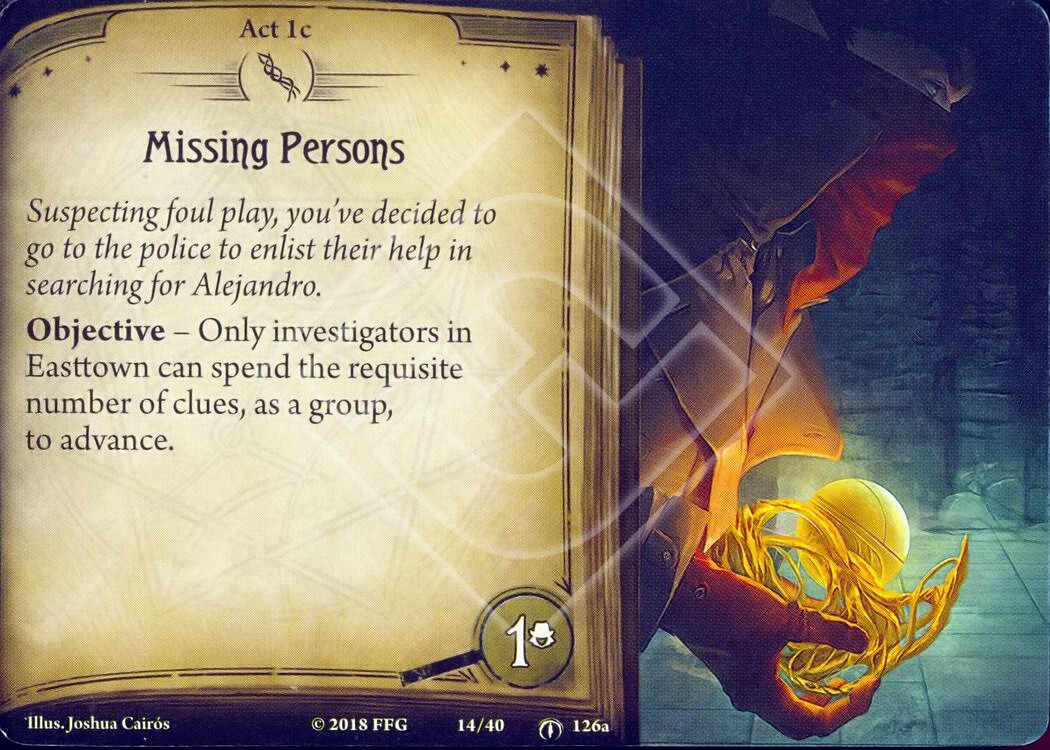 Act 1c
Missing Persons
Suspecting foul play, you've decided to
go to the police to enlist their help in
searching for Alejandro.
Objective – Only investigators in
Easttown can spend the requisite
number of clues, as a group,
to advance.
1
Illus. Joshua Cairós © 2018 FFG 14/40 126a